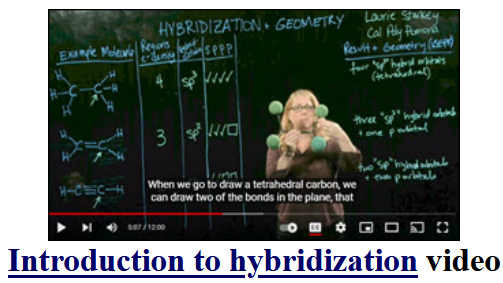 HYBRIDIZATION + GEOMETRY
Laurie Starkey
Cal Poly Pomona
Example Molecule
Regions
e- density
S P P P
Result + Geometry (VSEPR)
H H
H C C H
H H
4
sp3
✓✓✓✓
four "sp3" hybrid orbitals
(tetrahedral)
H H
C=C
H H
3
sp2
✓✓✓□
three "sp2" hybrid orbitals
+ one p orbital
H-C≡C-H
two "sp" hybrid orbitals
+ two p orbitals
When we go to draw a tetrahedral carbon, we
can draw two of the bonds in the plane, that
5:07 / 12:00
Introduction to hybridization video